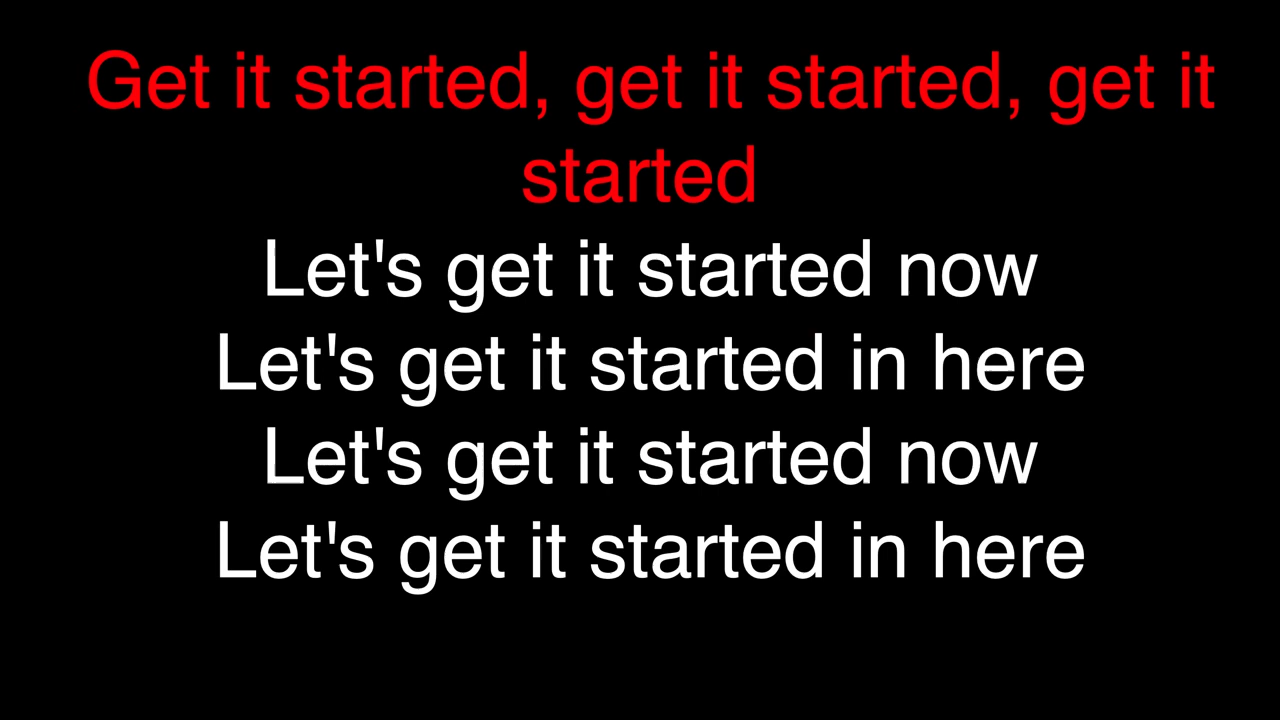 Get it started, get it started, get it
started
Let's get it started now
Let's get it started in here
Let's get it started now
Let's get it started in here